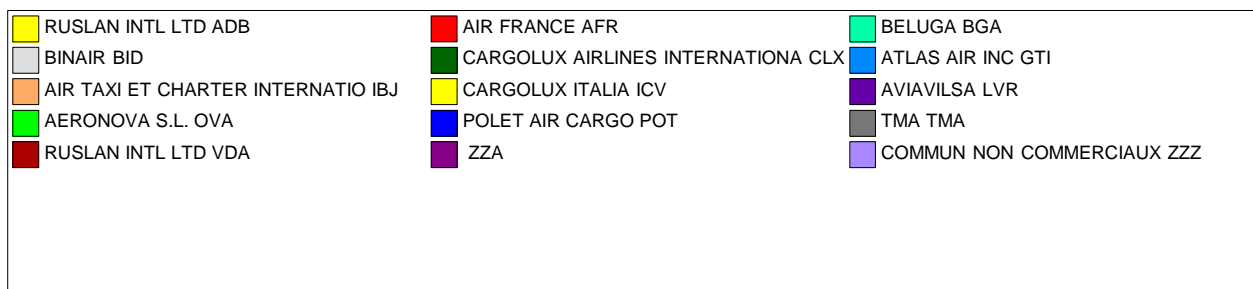 RUSLAN INTL LTD ADB
AIR FRANCE AFR
BELUGA BGA
BINAIR BID
CARGOLUX AIRLINES INTERNATIONA CLX
ATLAS AIR INC GTI
AIR TAXI ET CHARTER INTERNATIO IBJ
CARGOLUX ITALIA ICV
AVIAVILSA LVR
AERONOVA S.L. OVA
POLET AIR CARGO POT
TMA TMA
RUSLAN INTL LTD VDA
ZZA
COMMUN NON COMMERCIAUX ZZZ